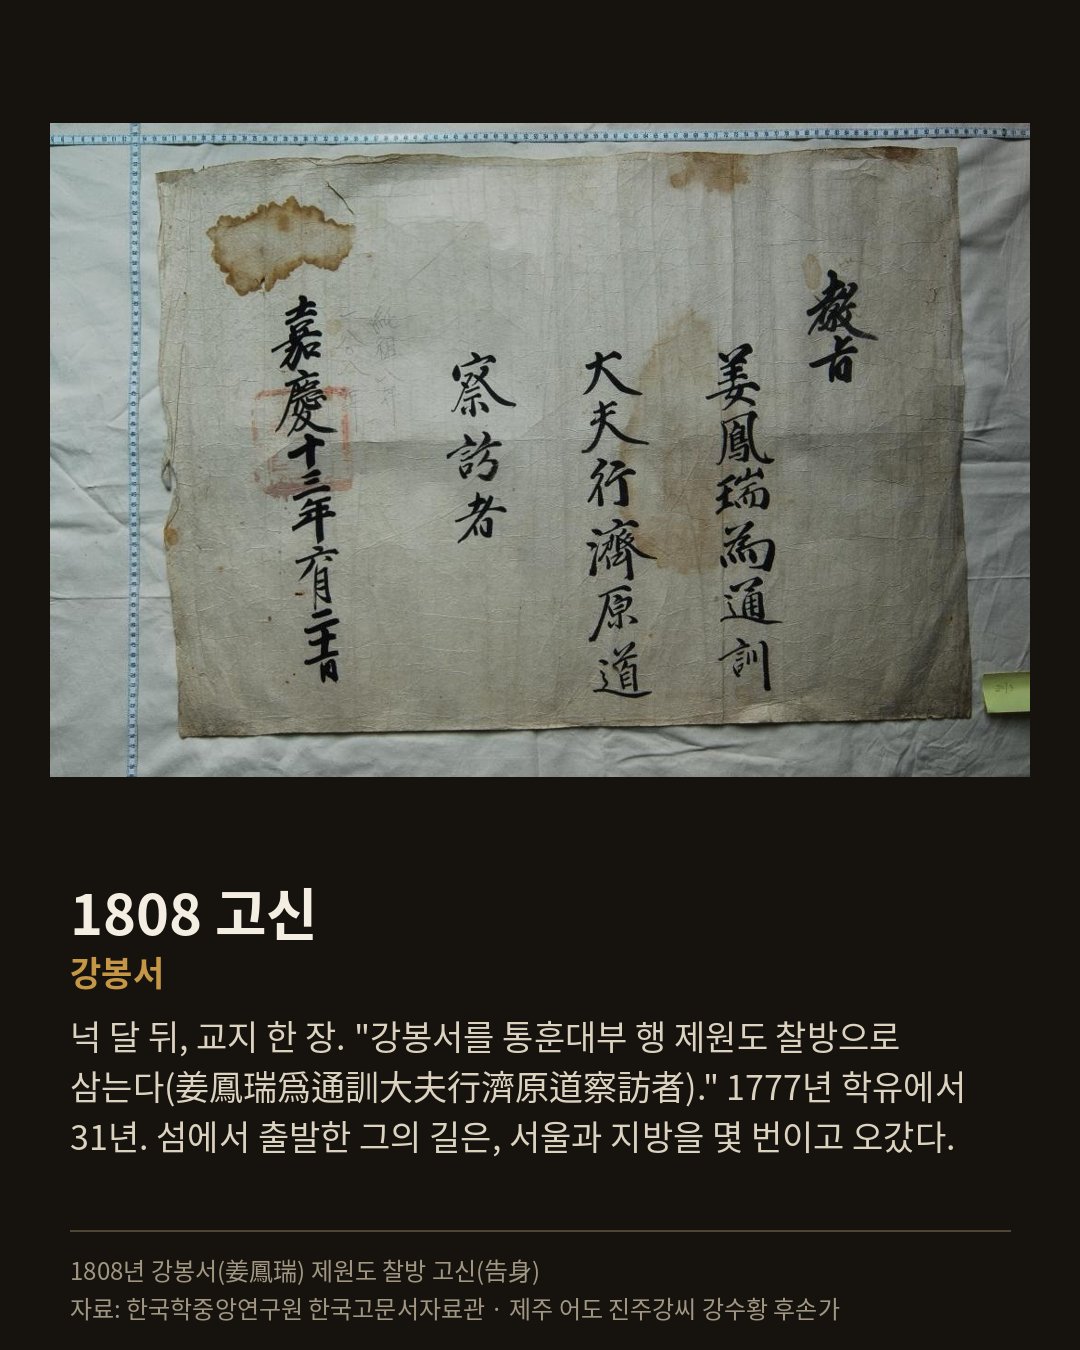 敎旨
姜鳳瑞爲通訓
大夫行濟原道
察訪者
嘉慶十三年六月二十日
1808 고신
강봉서
넉 달 뒤, 교지 한 장. "강봉서를 통훈대부 행 제원도 찰방으로
삼는다(姜鳳瑞爲通訓大夫行濟原道察訪者)." 1777년 학유에서
31년. 섬에서 출발한 그의 길은, 서울과 지방을 몇 번이고 오갔다.
1808년 강봉서(姜鳳瑞) 제원도 찰방 고신(告身)
자료: 한국학중앙연구원 한국고문서자료관 · 제주 어도 진주강씨 강수황 후손가